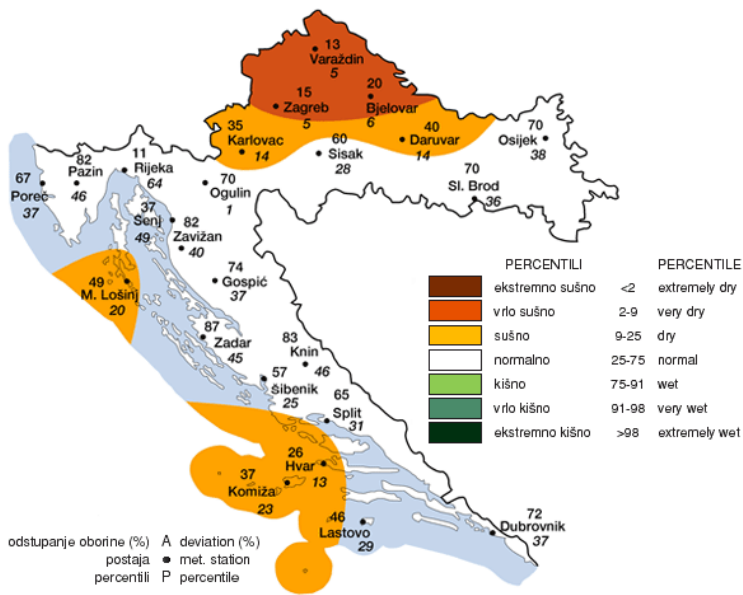 13
Varaždin
5
15
Zagreb
5
20
Bjelovar
6
35
Karlovac
14
60
Sisak
28
40
Daruvar
14
70
Osijek
38
70
Sl. Brod
36
67
Poreč
37
82
Pazin
46
11
Rijeka
64
70
Ogulin
1
37
Senj
49
82
Zavižan
40
49
M. Lošinj
20
74
Gospić
37
87
Zadar
45
83
Knin
46
57
Šibenik
25
65
Split
31
26
Hvar
13
37
Komiža
23
46
Lastovo
29
72
Dubrovnik
37
PERCENTILI PERCENTILE
ekstremno sušno <2 extremely dry
vrlo sušno 2-9 very dry
sušno 9-25 dry
normalno 25-75 normal
kišno 75-91 wet
vrlo kišno 91-98 very wet
ekstremno kišno >98 extremely wet
odstupanje oborine (%) A deviation (%)
postaja met. station
percentili P percentile